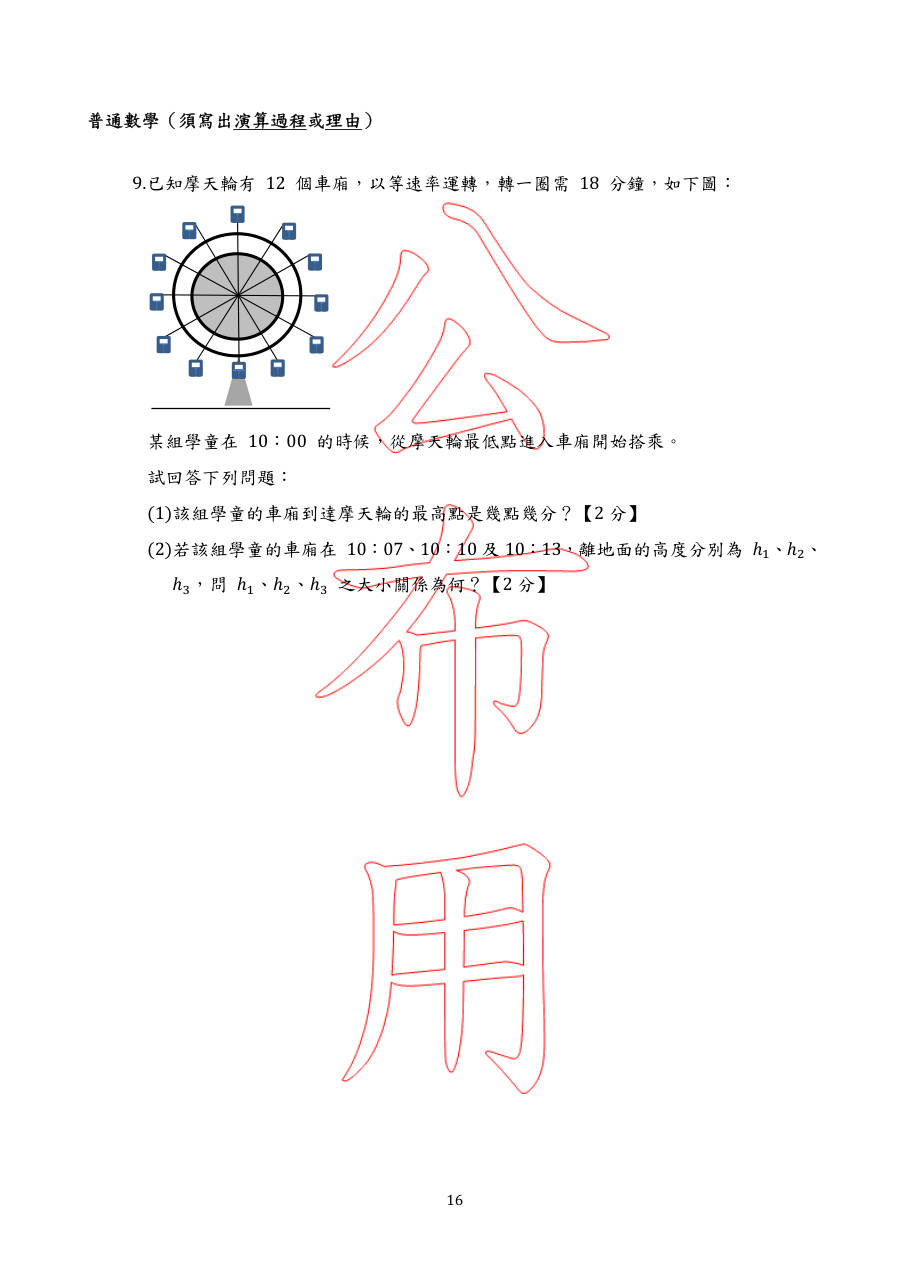 普通數學（須寫出演算過程或理由）
9.已知摩天輪有 12 個車廂，以等速率運轉，轉一圈需 18 分鐘，如下圖：
某組學童在 10：00 的時候，從摩天輪最低點進入車廂開始搭乘。
試回答下列問題：
(1)該組學童的車廂到達摩天輪的最高點是幾點幾分？【2 分】
(2)若該組學童的車廂在 10：07、10：10 及 10：13，離地面的高度分別為 h₁、h₂、
h₃，問 h₁、h₂、h₃ 之大小關係為何？【2 分】
公
布
用
16